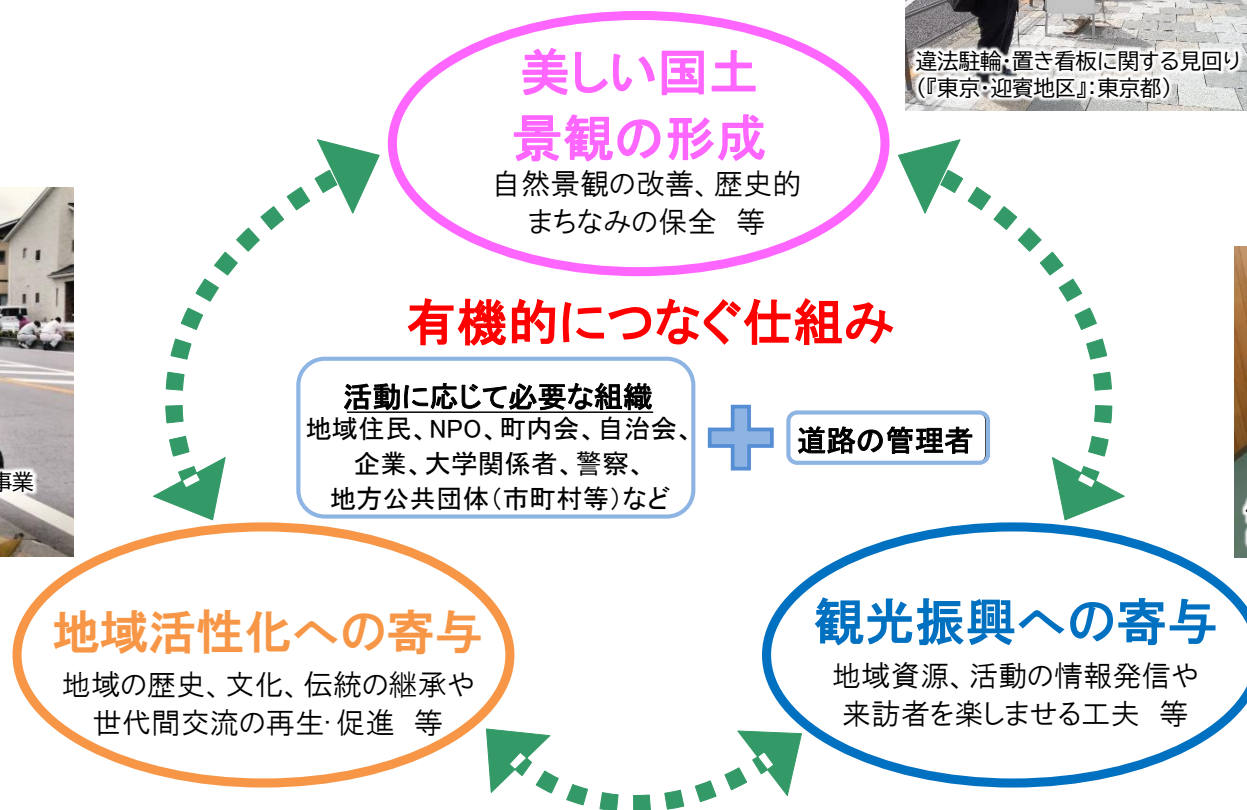 違法駐輪・置き看板に関する見回り
(『東京・迎賓地区』:東京都)
美しい国土
景観の形成
自然景観の改善、歴史的
まちなみの保全 等
有機的につなぐ仕組み
活動に応じて必要な組織
地域住民、NPO、町内会、自治会、
企業、大学関係者、警察、
地方公共団体(市町村等)など
道路の管理者
事業
地域活性化への寄与
地域の歴史、文化、伝統の継承や
世代間交流の再生・促進 等
観光振興への寄与
地域資源、活動の情報発信や
来訪者を楽しませる工夫 等